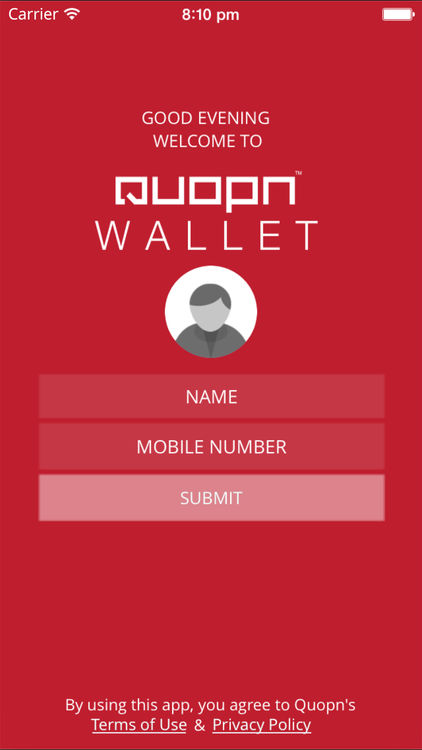 Carrier 8:10 pm
GOOD EVENING
WELCOME TO
QUOPN™
WALLET
NAME
MOBILE NUMBER
SUBMIT
By using this app, you agree to Quopn's
Terms of Use & Privacy Policy